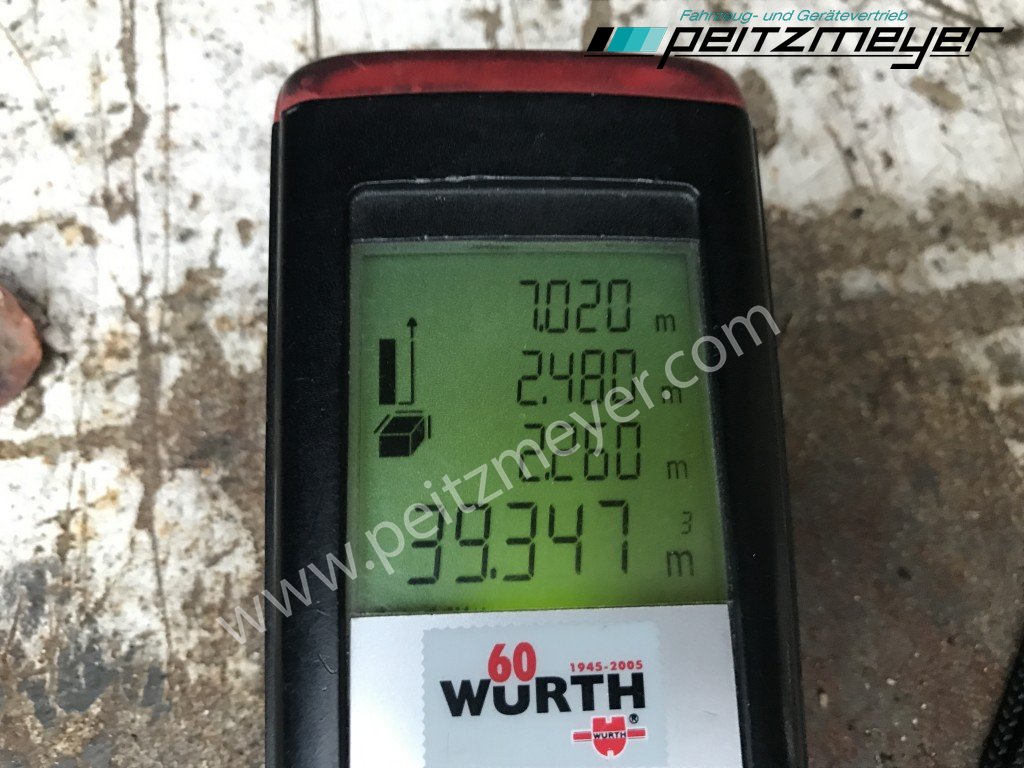 Fahrzeug- und Gerätevertrieb
peitzmeyer
7.020 m
2.480 m
2.260 m
39.347 m³
www.peitzmeyer.com
60 1945-2005
WÜRTH
WURTH ®